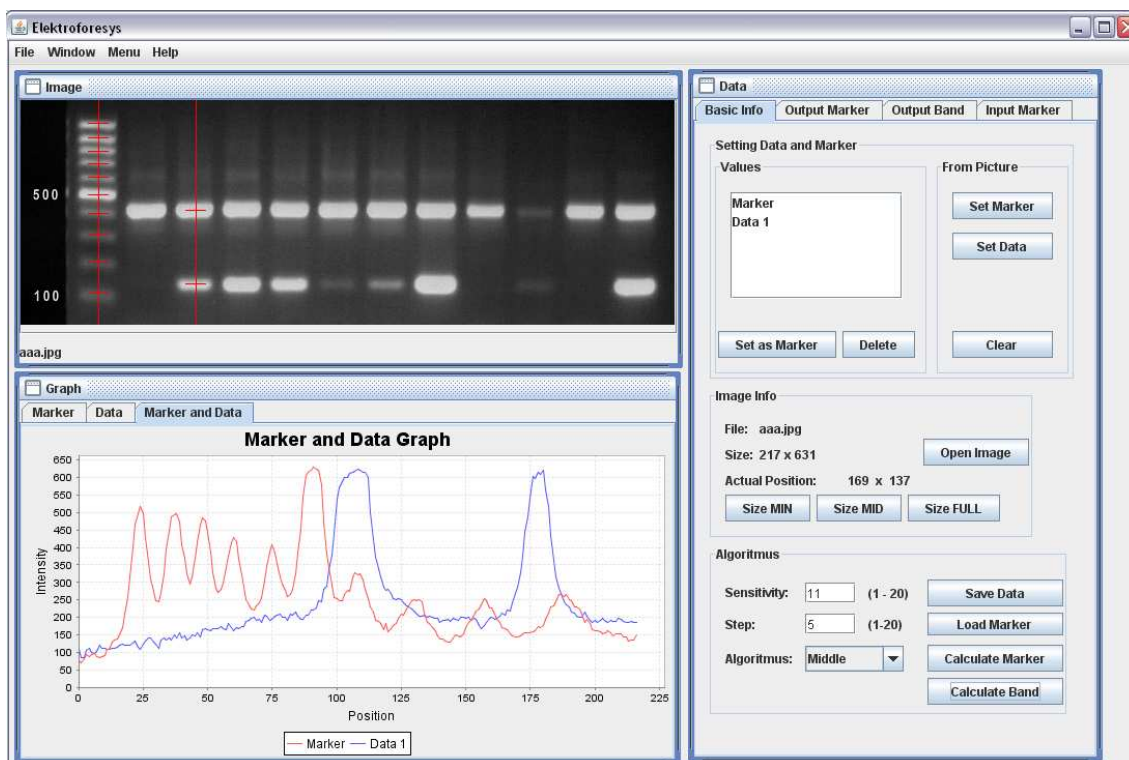 Elektroforesys
File Window Menu Help
Image
500
100
aaa.jpg
Graph
Marker Data Marker and Data
Marker and Data Graph
650
600
550
500
450
400
350
300
250
200
150
100
50
0
Intensity
0 25 50 75 100 125 150 175 200 225
Position
Marker Data 1
Data
Basic Info Output Marker Output Band Input Marker
Setting Data and Marker
Values
Marker
Data 1
Set as Marker Delete
From Picture
Set Marker
Set Data
Clear
Image Info
File: aaa.jpg
Size: 217 x 631
Open Image
Actual Position: 169 x 137
Size MIN Size MID Size FULL
Algoritmus
Sensitivity: 11 (1 - 20) Save Data
Step: 5 (1-20) Load Marker
Algoritmus: Middle Calculate Marker
Calculate Band